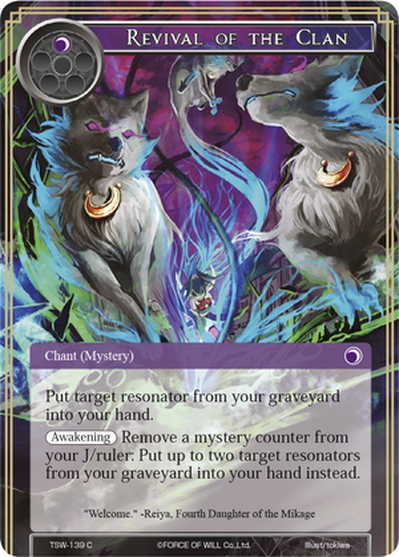 Revival of the Clan
Chant (Mystery)
Put target resonator from your graveyard
into your hand.
Awakening Remove a mystery counter from
your J/ruler: Put up to two target resonators
from your graveyard into your hand instead.
"Welcome." -Reiya, Fourth Daughter of the Mikage
TSW-139 C
©FORCE OF WILL Co.,Ltd.
Illust/tokiwa